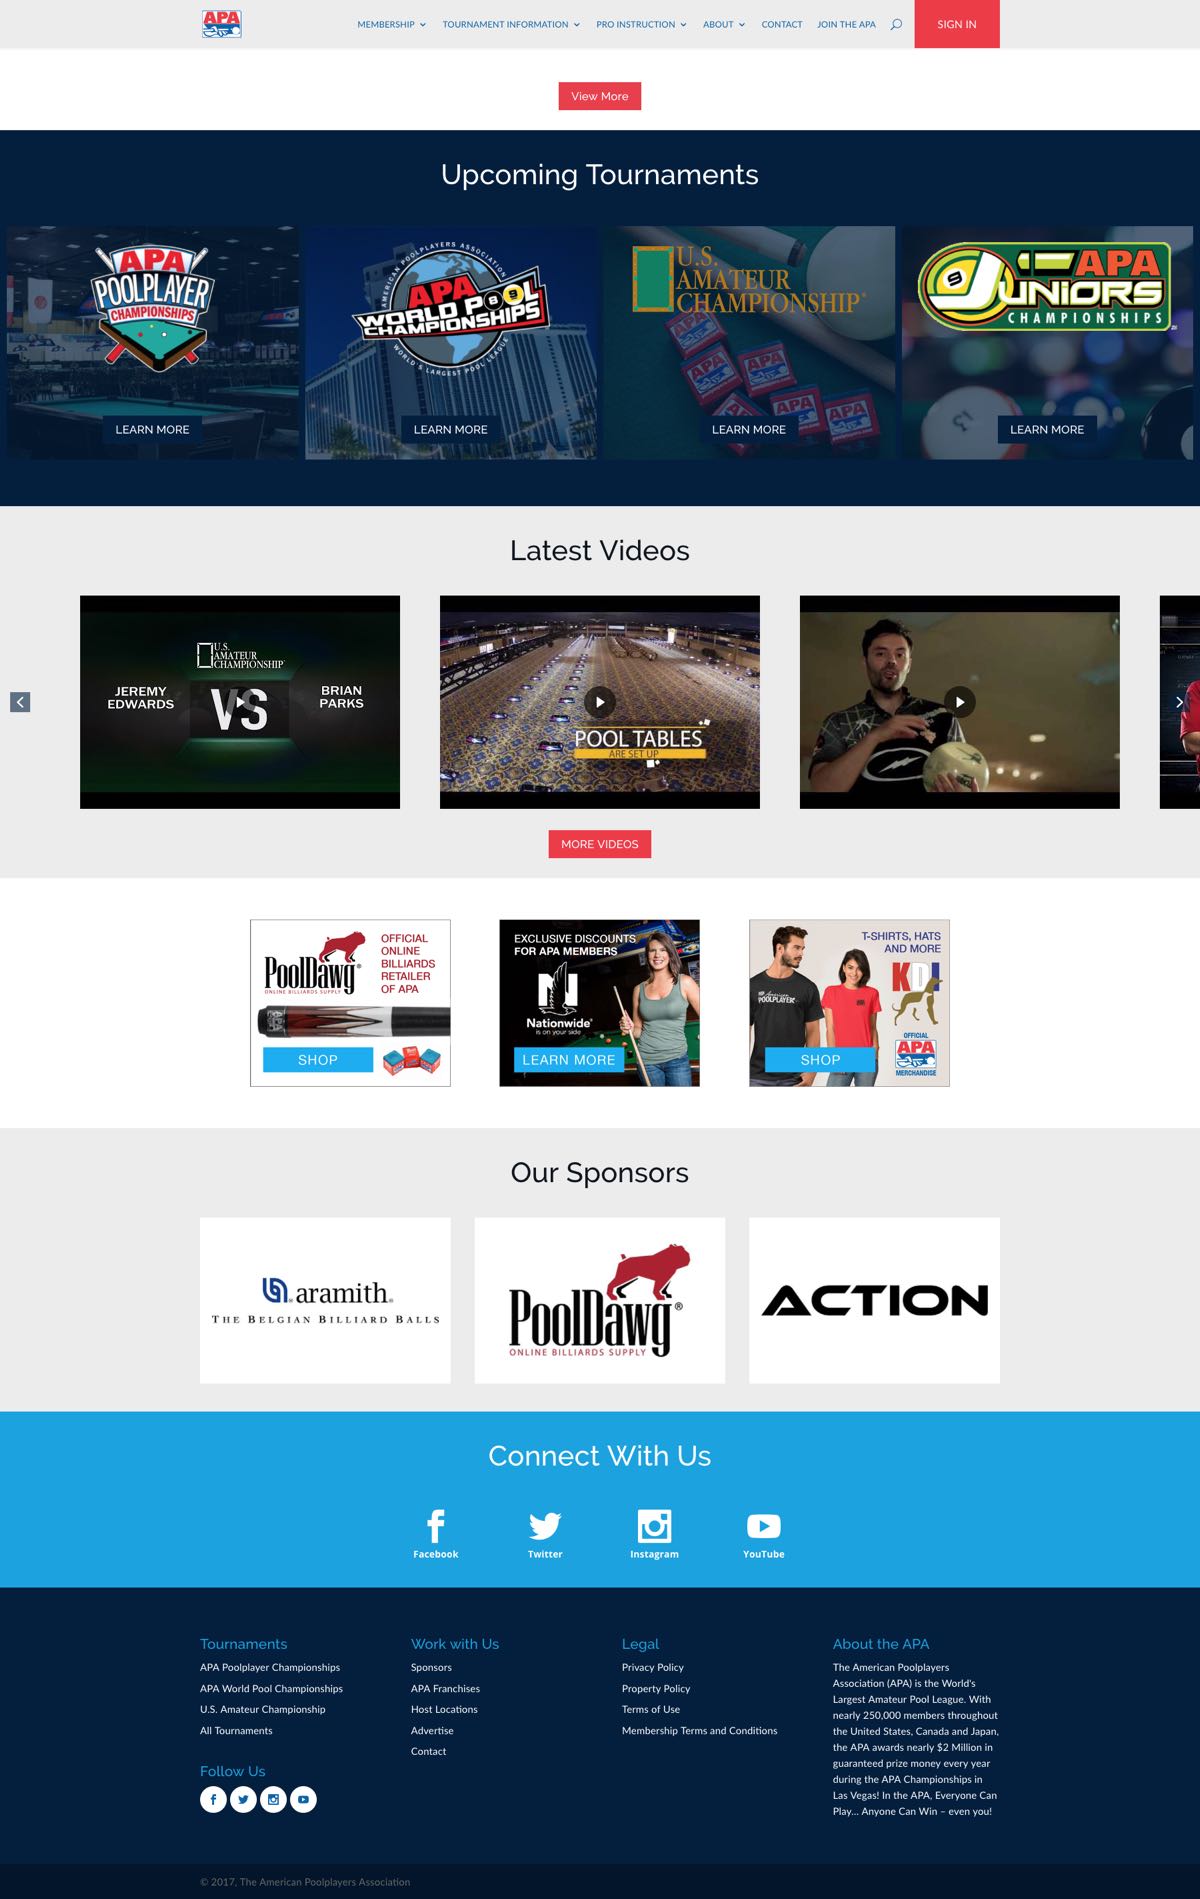 APA
MEMBERSHIP
TOURNAMENT INFORMATION
PRO INSTRUCTION
ABOUT
CONTACT
JOIN THE APA
SIGN IN
View More
Upcoming Tournaments
APA
POOLPLAYER
CHAMPIONSHIPS
LEARN MORE
AMERICAN POOLPLAYERS ASSOCIATION
APA
8 9
WORLD POOL
CHAMPIONSHIPS
WORLD'S LARGEST POOL LEAGUE
LEARN MORE
U.S.
AMATEUR
CHAMPIONSHIP®
APA
APA
APA
APA
APA
LEARN MORE
9
APA
JUNIORS
CHAMPIONSHIPS
LEARN MORE
Latest Videos
U.S.
AMATEUR
CHAMPIONSHIP
JEREMY
EDWARDS
VS
BRIAN
PARKS
POOL TABLES
ARE SET UP
MORE VIDEOS
PoolDawg®
ONLINE BILLIARDS SUPPLY
OFFICIAL
ONLINE
BILLIARDS
RETAILER
OF APA
SHOP
EXCLUSIVE DISCOUNTS
FOR APA MEMBERS
N
Nationwide®
is on your side
LEARN MORE
T-SHIRTS, HATS
AND MORE
American
POOLPLAYER
KDI
OFFICIAL
APA
MERCHANDISE
SHOP
Our Sponsors
aramith®
THE BELGIAN BILLIARD BALLS
PoolDawg®
ONLINE BILLIARDS SUPPLY
ACTION
Connect With Us
Facebook
Twitter
Instagram
YouTube
Tournaments
APA Poolplayer Championships
APA World Pool Championships
U.S. Amateur Championship
All Tournaments
Follow Us
Work with Us
Sponsors
APA Franchises
Host Locations
Advertise
Contact
Legal
Privacy Policy
Property Policy
Terms of Use
Membership Terms and Conditions
About the APA
The American Poolplayers
Association (APA) is the World's
Largest Amateur Pool League. With
nearly 250,000 members throughout
the United States, Canada and Japan,
the APA awards nearly $2 Million in
guaranteed prize money every year
during the APA Championships in
Las Vegas! In the APA, Everyone Can
Play... Anyone Can Win – even you!
© 2017, The American Poolplayers Association